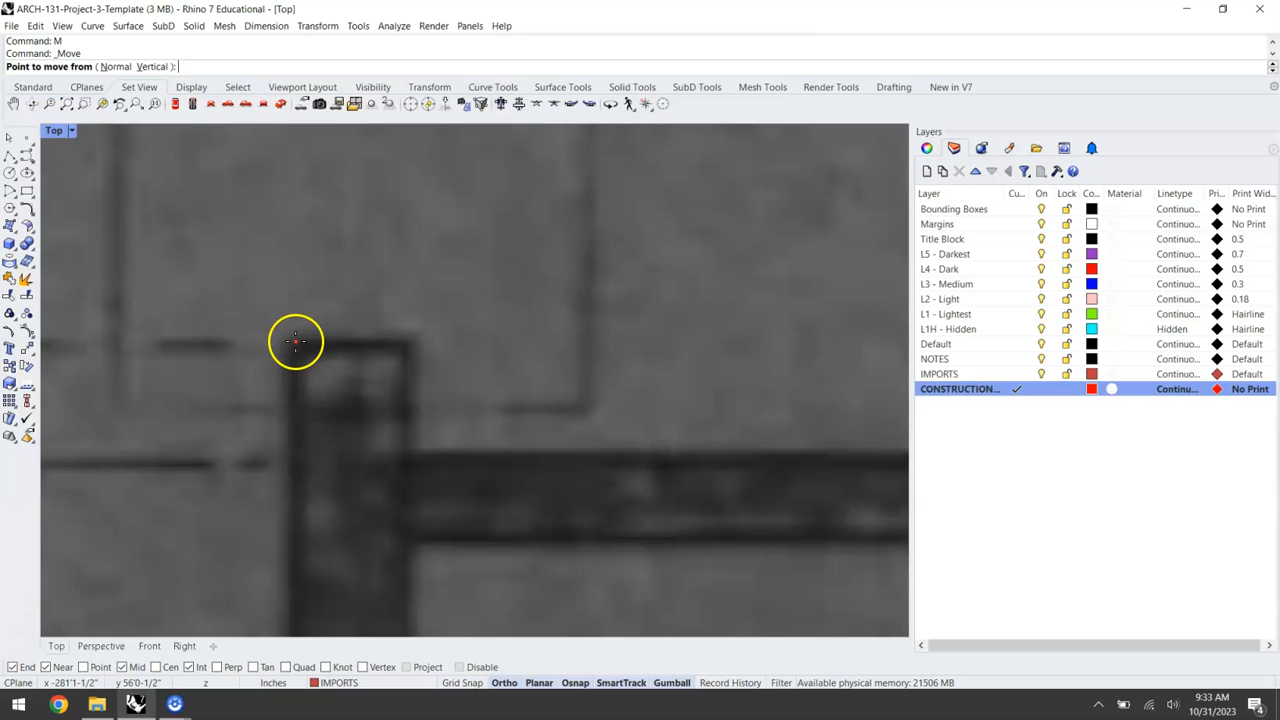 ARCH-131-Project-3-Template (3 MB) - Rhino 7 Educational - [Top]
File Edit View Curve Surface SubD Solid Mesh Dimension Transform Tools Analyze Render Panels Help
Command: M
Command: _Move
Point to move from ( Normal Vertical ):
Standard CPlanes Set View Display Select Viewport Layout Visibility Transform Curve Tools Surface Tools Solid Tools SubD Tools Mesh Tools Render Tools Drafting New in V7
Top
Layers
Layer Cu... On Lock Co... Material Linetype Pri... Print Wid...
Bounding Boxes Continuo... No Print
Margins Continuo... No Print
Title Block Continuo... 0.5
L5 - Darkest Continuo... 0.7
L4 - Dark Continuo... 0.5
L3 - Medium Continuo... 0.3
L2 - Light Continuo... 0.18
L1 - Lightest Continuo... Hairline
L1H - Hidden Hidden Hairline
Default Continuo... Default
NOTES Continuo... Default
IMPORTS Continuo... Default
CONSTRUCTION... Continu... No Print
Top Perspective Front Right
End Near Point Mid Cen Int Perp Tan Quad Knot Vertex Project Disable
CPlane x -281'1-1/2" y 56'0-1/2" z Inches IMPORTS Grid Snap Ortho Planar Osnap SmartTrack Gumball Record History Filter Available physical memory: 21506 MB
9:33 AM
10/31/2023
4